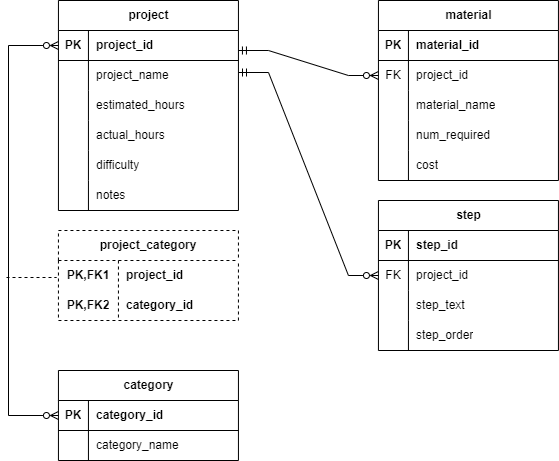 project
PK project_id
project_name
estimated_hours
actual_hours
difficulty
notes
material
PK material_id
FK project_id
material_name
num_required
cost
step
PK step_id
FK project_id
step_text
step_order
project_category
PK,FK1 project_id
PK,FK2 category_id
category
PK category_id
category_name